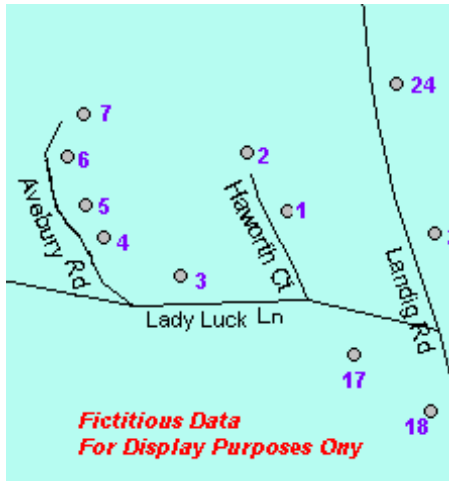 24
7
2
6
5
1
4
3
Avebury Rd
Haworth Ct
Landig Rd
Lady Luck Ln
17
18
Fictitious Data
For Display Purposes Ony